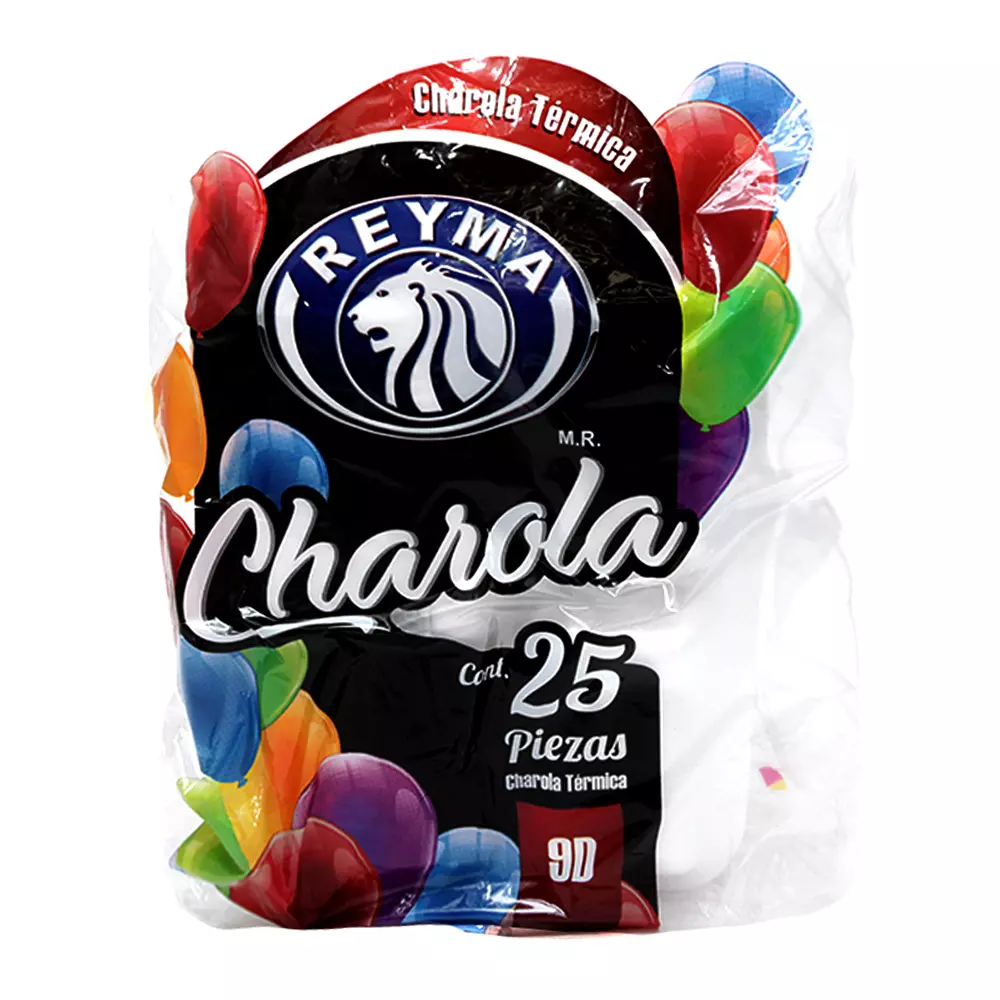 Charola Térmica
REYMA
M.R.
Charola
Cont. 25
Piezas
Charola Térmica
9D